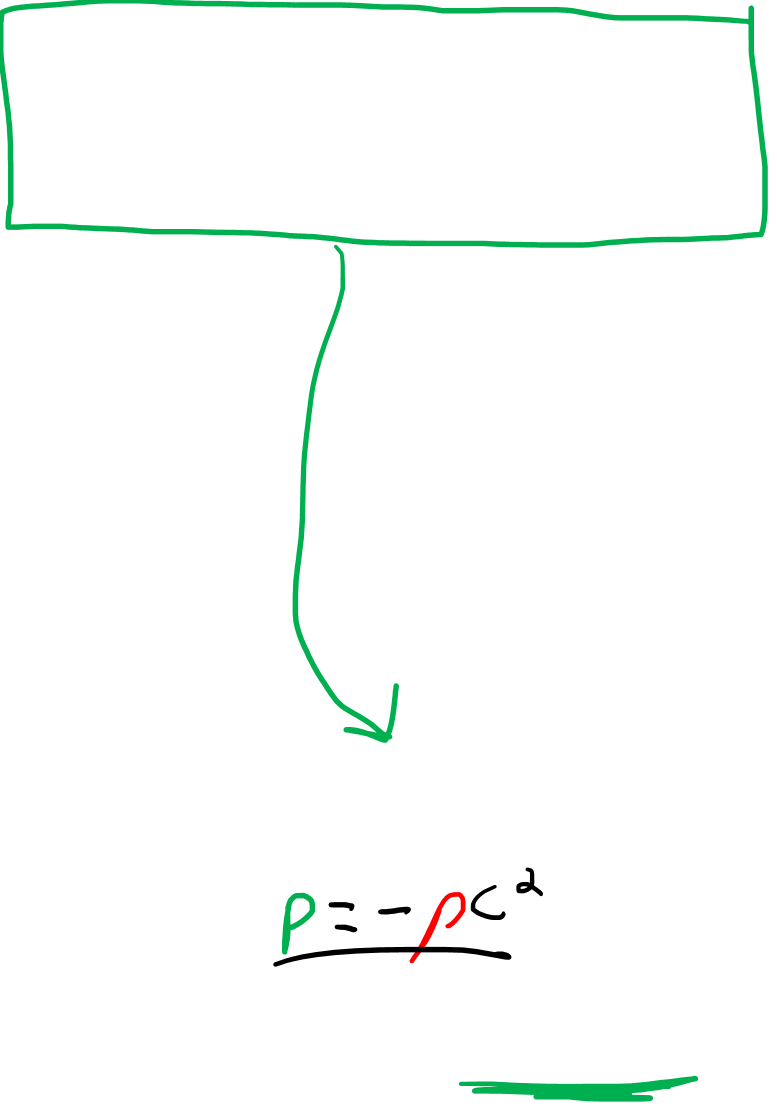 p = - ρc²